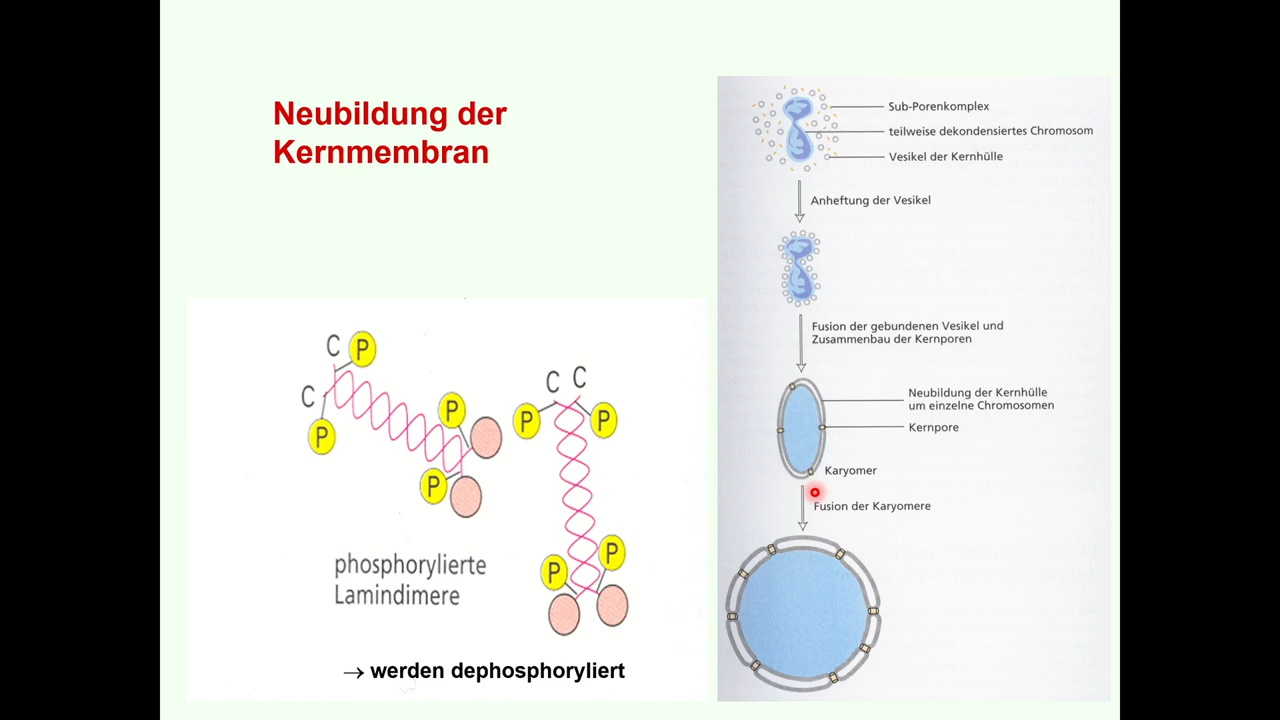 Neubildung der
Kernmembran
C P
C
P
P
P
C C
P P
P P
phosphorylierte
Lamindimere
→ werden dephosphoryliert
Sub-Porenkomplex
teilweise dekondensiertes Chromosom
Vesikel der Kernhülle
Anheftung der Vesikel
Fusion der gebundenen Vesikel und
Zusammenbau der Kernporen
Neubildung der Kernhülle
um einzelne Chromosomen
Kernpore
Karyomer
Fusion der Karyomere